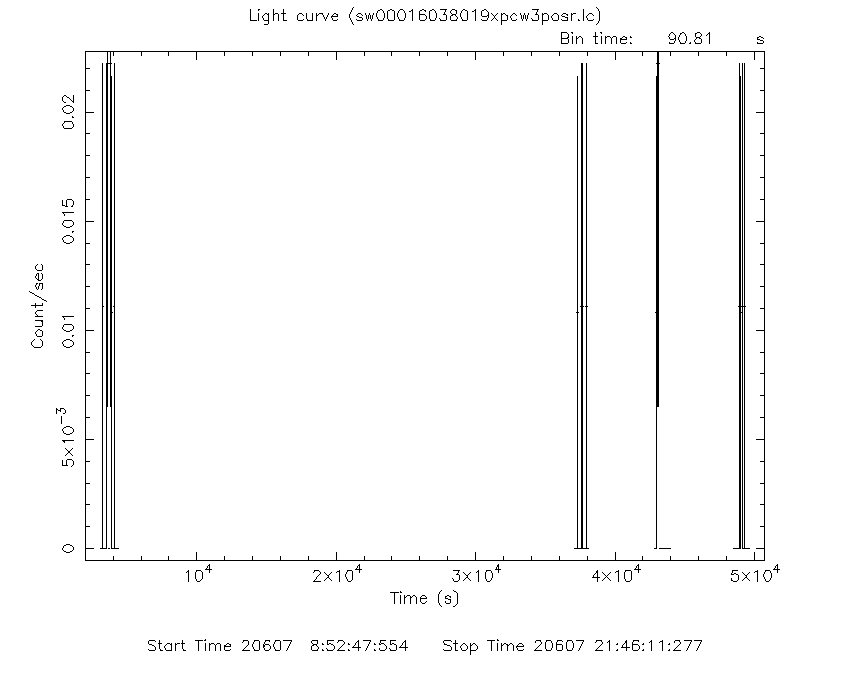 Light curve (sw00016038019xpcw3posr.lc)
Bin time: 90.81 s
0.02
0.015
0.01
5×10⁻³
0
Count/sec
10⁴ 2×10⁴ 3×10⁴ 4×10⁴ 5×10⁴
Time (s)
Start Time 20607 8:52:47:554 Stop Time 20607 21:46:11:277